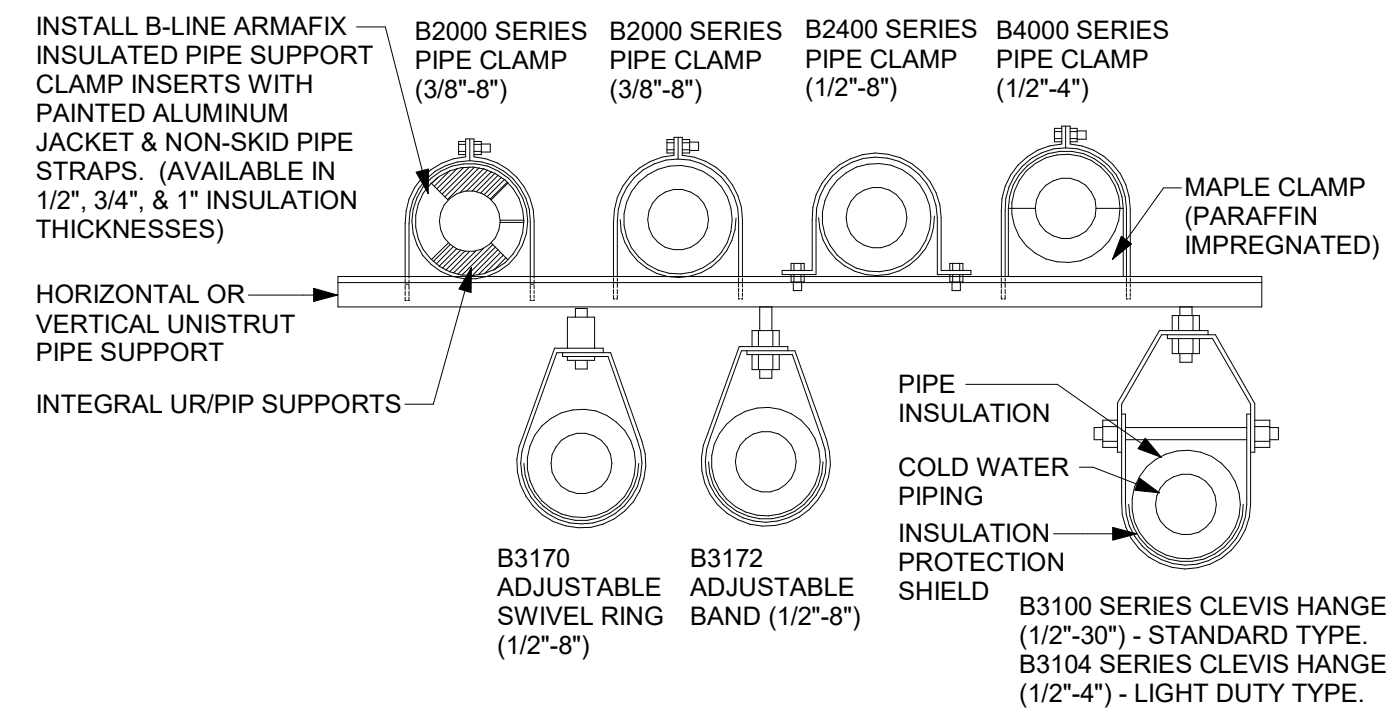 INSTALL B-LINE ARMAFIX
INSULATED PIPE SUPPORT
CLAMP INSERTS WITH
PAINTED ALUMINUM
JACKET & NON-SKID PIPE
STRAPS. (AVAILABLE IN
1/2", 3/4", & 1" INSULATION
THICKNESSES)
B2000 SERIES
PIPE CLAMP
(3/8"-8")
B2000 SERIES
PIPE CLAMP
(3/8"-8")
B2400 SERIES
PIPE CLAMP
(1/2"-8")
B4000 SERIES
PIPE CLAMP
(1/2"-4")
MAPLE CLAMP
(PARAFFIN
IMPREGNATED)
HORIZONTAL OR
VERTICAL UNISTRUT
PIPE SUPPORT
INTEGRAL UR/PIP SUPPORTS
PIPE
INSULATION
COLD WATER
PIPING
INSULATION
PROTECTION
SHIELD
B3170
ADJUSTABLE
SWIVEL RING
(1/2"-8")
B3172
ADJUSTABLE
BAND (1/2"-8")
B3100 SERIES CLEVIS HANGE
(1/2"-30") - STANDARD TYPE.
B3104 SERIES CLEVIS HANGE
(1/2"-4") - LIGHT DUTY TYPE.